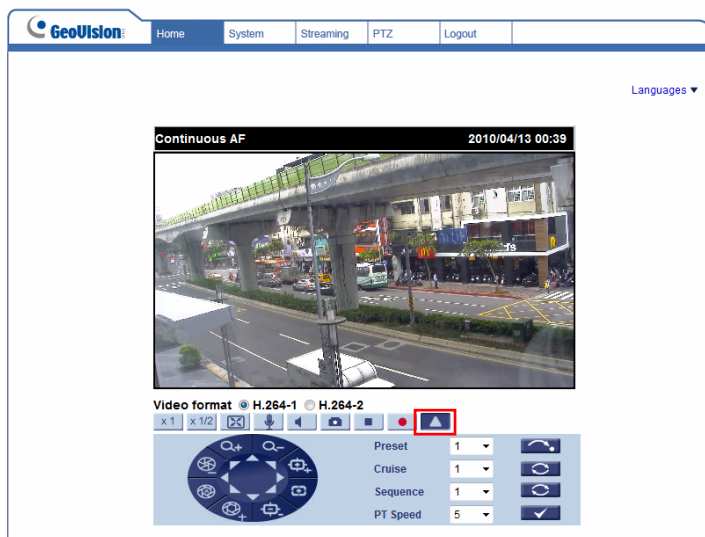 GeoVision
Home System Streaming PTZ Logout
Languages
Continuous AF 2010/04/13 00:39
Video format H.264-1 H.264-2
x 1 x 1/2
Preset 1
Cruise 1
Sequence 1
PT Speed 5